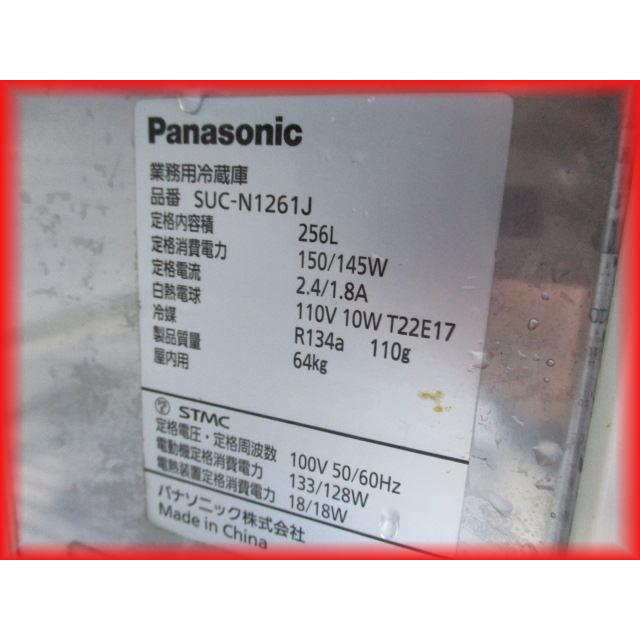 Panasonic
業務用冷蔵庫
品番 SUC-N1261J
定格内容積 256L
定格消費電力 150/145W
定格電流 2.4/1.8A
白熱電球 110V 10W T22E17
冷媒 R134a 110g
製品質量 64kg
屋内用
STMC
定格電圧・定格周波数 100V 50/60Hz
電動機定格消費電力 133/128W
電熱装置定格消費電力 18/18W
パナソニック株式会社
Made in China